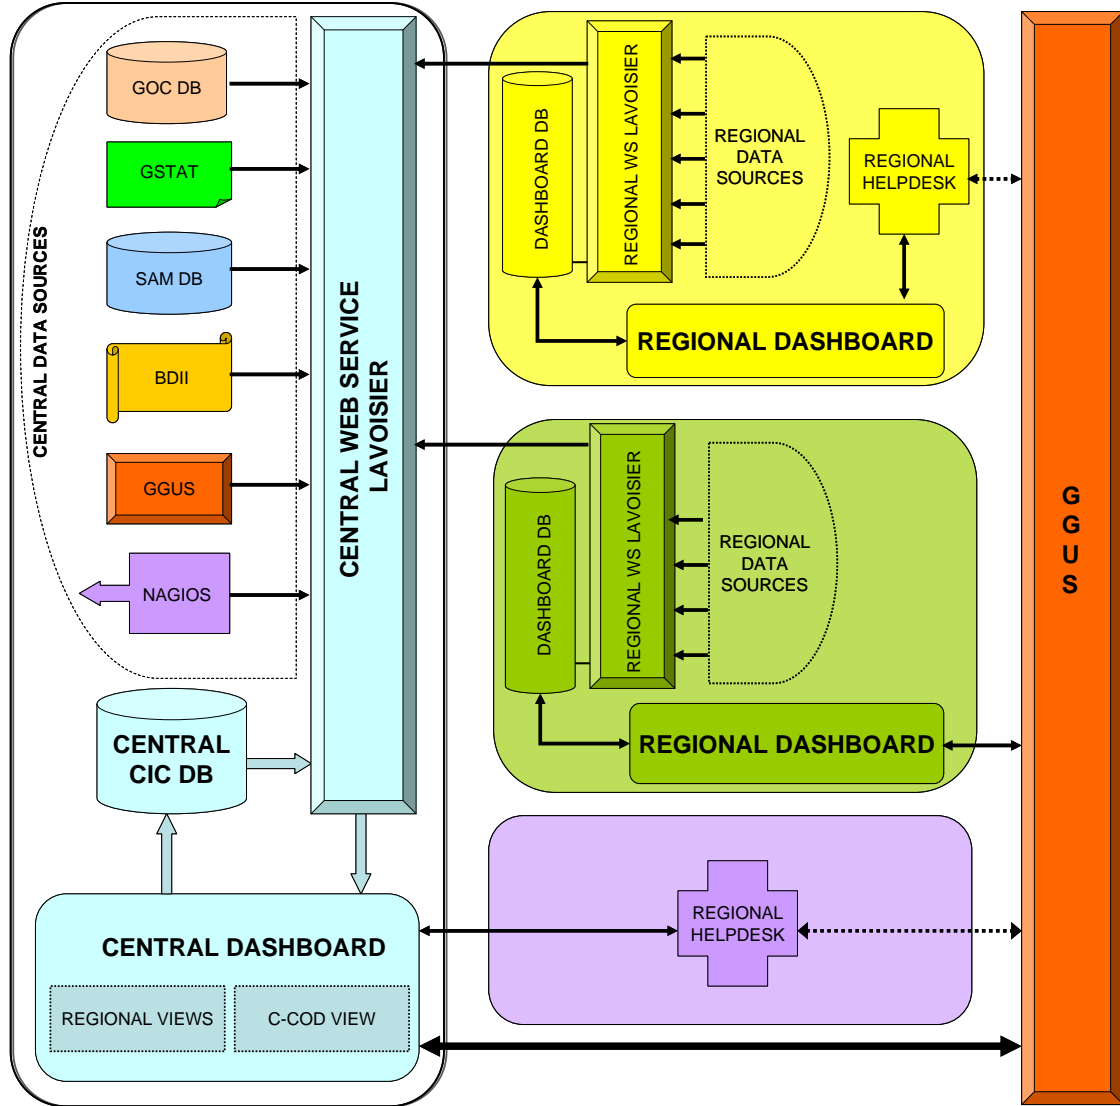 CENTRAL DATA SOURCES
GOC DB
GSTAT
SAM DB
BDII
GGUS
NAGIOS
CENTRAL WEB SERVICE
LAVOISIER
CENTRAL
CIC DB
CENTRAL DASHBOARD
REGIONAL VIEWS
C-COD VIEW
DASHBOARD DB
REGIONAL WS LAVOISIER
REGIONAL
DATA
SOURCES
REGIONAL
HELPDESK
REGIONAL DASHBOARD
DASHBOARD DB
REGIONAL WS LAVOISIER
REGIONAL
DATA
SOURCES
REGIONAL DASHBOARD
REGIONAL
HELPDESK
G
G
U
S